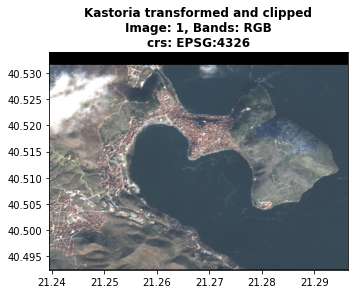 Kastoria transformed and clipped
Image: 1, Bands: RGB
crs: EPSG:4326
40.530
40.525
40.520
40.515
40.510
40.505
40.500
40.495
21.24 21.25 21.26 21.27 21.28 21.29